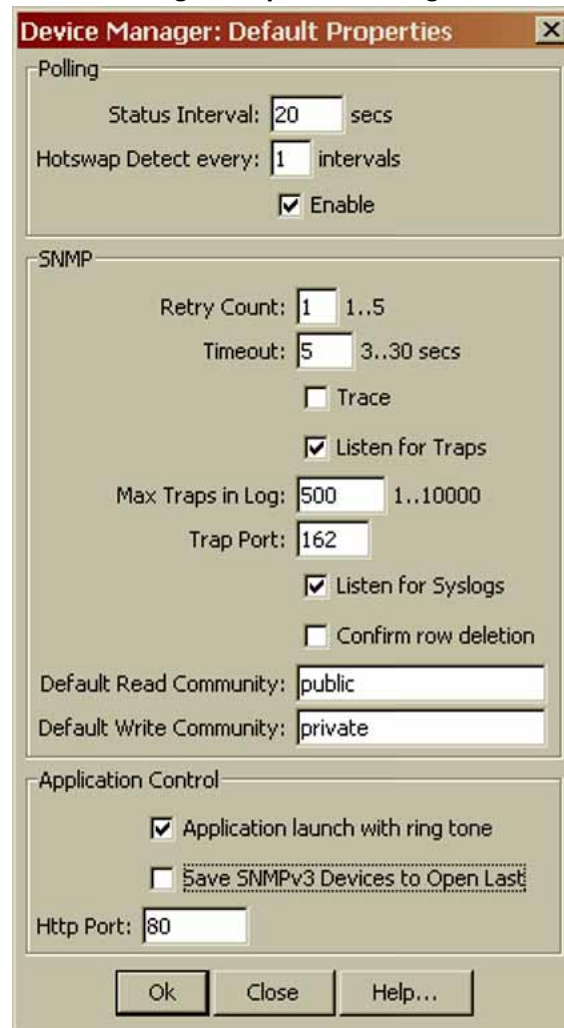 Device Manager: Default Properties
Polling
Status Interval: 20 secs
Hotswap Detect every: 1 intervals
Enable
SNMP
Retry Count: 1 1..5
Timeout: 5 3..30 secs
Trace
Listen for Traps
Max Traps in Log: 500 1..10000
Trap Port: 162
Listen for Syslogs
Confirm row deletion
Default Read Community: public
Default Write Community: private
Application Control
Application launch with ring tone
Save SNMPv3 Devices to Open Last
Http Port: 80
Ok Close Help...